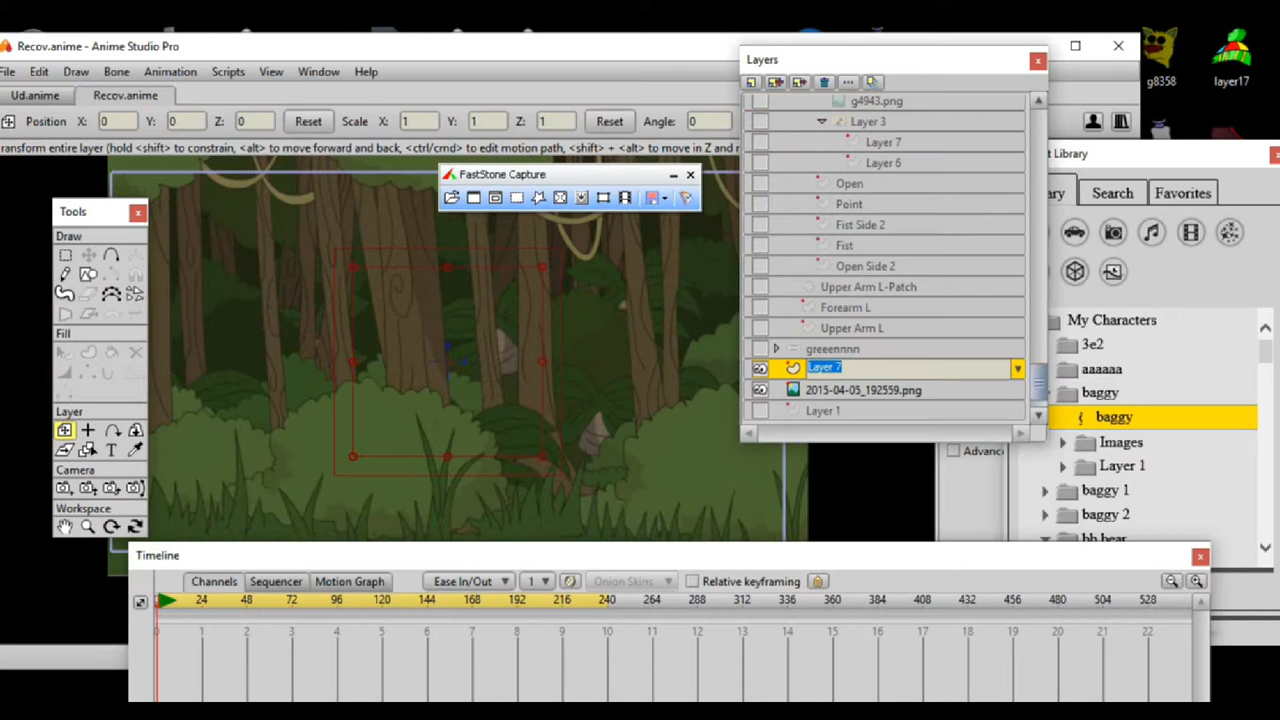 Recov.anime - Anime Studio Pro
File Edit Draw Bone Animation Scripts View Window Help
Ud.anime Recov.anime
Position X: 0 Y: 0 Z: 0 Reset Scale X: 1 Y: 1 Z: 1 Reset Angle: 0
ransform entire layer (hold <shift> to constrain, <alt> to move forward and back, <ctrl/cmd> to edit motion path, <shift> + <alt> to move in Z and
FastStone Capture
Tools
Draw
Fill
Layer
Camera
Workspace
Layers
g4943.png
Layer 3
Layer 7
Layer 6
Open
Point
Fist Side 2
Fist
Open Side 2
Upper Arm L-Patch
Forearm L
Upper Arm L
greeennnn
Layer 7
2015-04-05_192559.png
Layer 1
g8358
layer17
t Library
Search Favorites
My Characters
3e2
aaaaaa
baggy
baggy
Images
Layer 1
baggy 1
baggy 2
bb bear
Advanc
Timeline
Channels Sequencer Motion Graph Ease In/Out 1 Onion Skins Relative keyframing
24 48 72 96 120 144 168 192 216 240 264 288 312 336 360 384 408 432 456 480 504 528
0 1 2 3 4 5 6 7 8 9 10 11 12 13 14 15 16 17 18 19 20 21 22